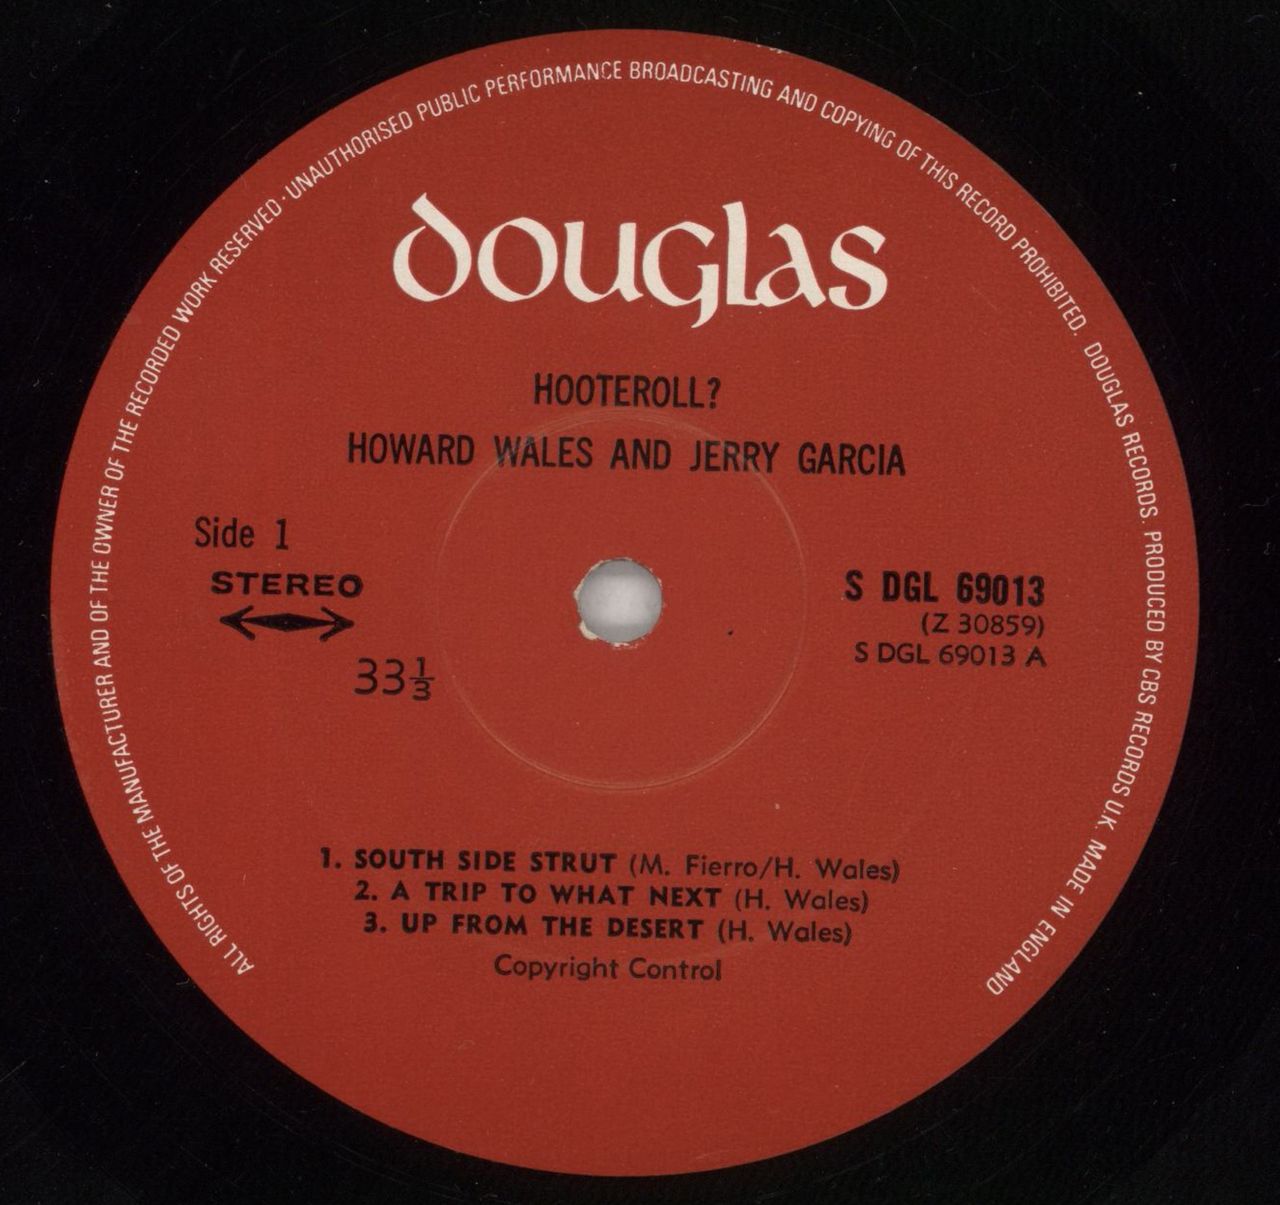 ALL RIGHTS OF THE MANUFACTURER AND OF THE OWNER OF THE RECORDED WORK RESERVED · UNAUTHORISED PUBLIC PERFORMANCE BROADCASTING AND COPYING OF THIS RECORD PROHIBITED. DOUGLAS RECORDS. PRODUCED BY CBS RECORDS U.K. MADE IN ENGLAND
douglas
HOOTEROLL?
HOWARD WALES AND JERRY GARCIA
Side 1
STEREO
33⅓
S DGL 69013
(Z 30859)
S DGL 69013 A
1. SOUTH SIDE STRUT (M. Fierro/H. Wales)
2. A TRIP TO WHAT NEXT (H. Wales)
3. UP FROM THE DESERT (H. Wales)
Copyright Control